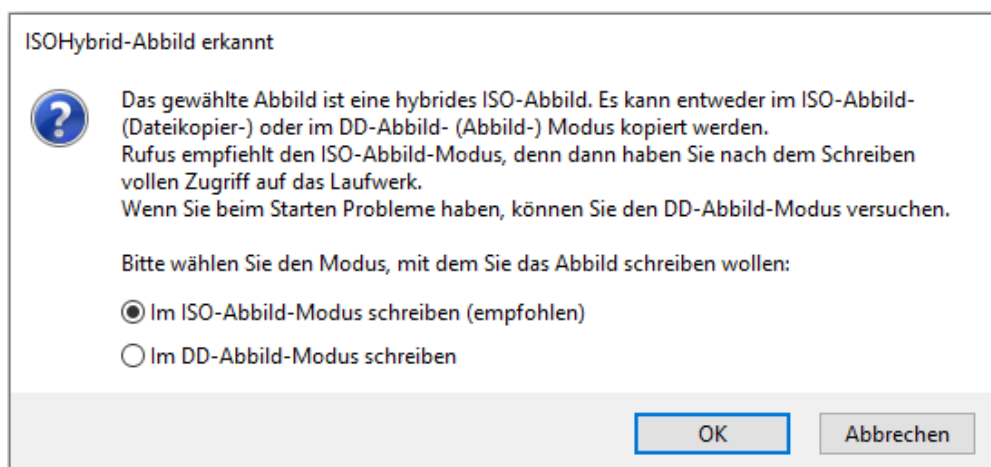 ISOHybrid-Abbild erkannt
Das gewählte Abbild ist eine hybrides ISO-Abbild. Es kann entweder im ISO-Abbild-
(Dateikopier-) oder im DD-Abbild- (Abbild-) Modus kopiert werden.
Rufus empfiehlt den ISO-Abbild-Modus, denn dann haben Sie nach dem Schreiben
vollen Zugriff auf das Laufwerk.
Wenn Sie beim Starten Probleme haben, können Sie den DD-Abbild-Modus versuchen.
Bitte wählen Sie den Modus, mit dem Sie das Abbild schreiben wollen:
Im ISO-Abbild-Modus schreiben (empfohlen)
Im DD-Abbild-Modus schreiben
OK
Abbrechen